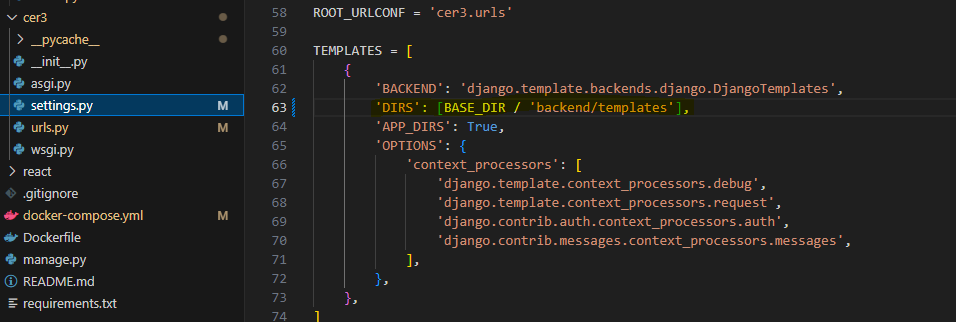 cer3
__pycache__
__init__.py
asgi.py
settings.py M
urls.py M
wsgi.py
react
.gitignore
docker-compose.yml M
Dockerfile
manage.py
README.md
requirements.txt
58 ROOT_URLCONF = 'cer3.urls'
59
60 TEMPLATES = [
61     {
62         'BACKEND': 'django.template.backends.django.DjangoTemplates',
63         'DIRS': [BASE_DIR / 'backend/templates'],
64         'APP_DIRS': True,
65         'OPTIONS': {
66             'context_processors': [
67                 'django.template.context_processors.debug',
68                 'django.template.context_processors.request',
69                 'django.contrib.auth.context_processors.auth',
70                 'django.contrib.messages.context_processors.messages',
71             ],
72         },
73     },
74 ]